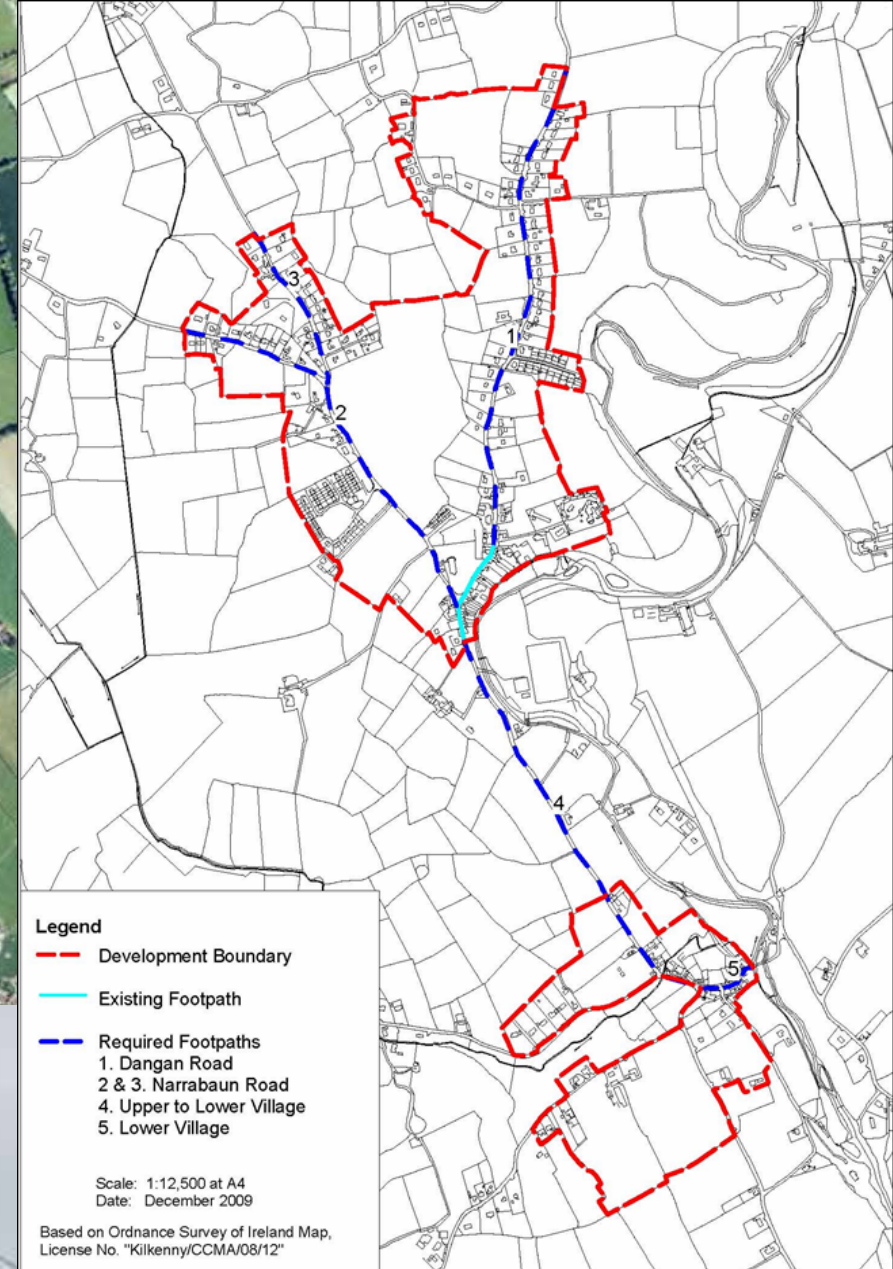 1
3
2
4
5
Legend
Development Boundary
Existing Footpath
Required Footpaths
1. Dangan Road
2 & 3. Narrabaun Road
4. Upper to Lower Village
5. Lower Village
Scale: 1:12,500 at A4
Date: December 2009
Based on Ordnance Survey of Ireland Map,
License No. "Kilkenny/CCMA/08/12"